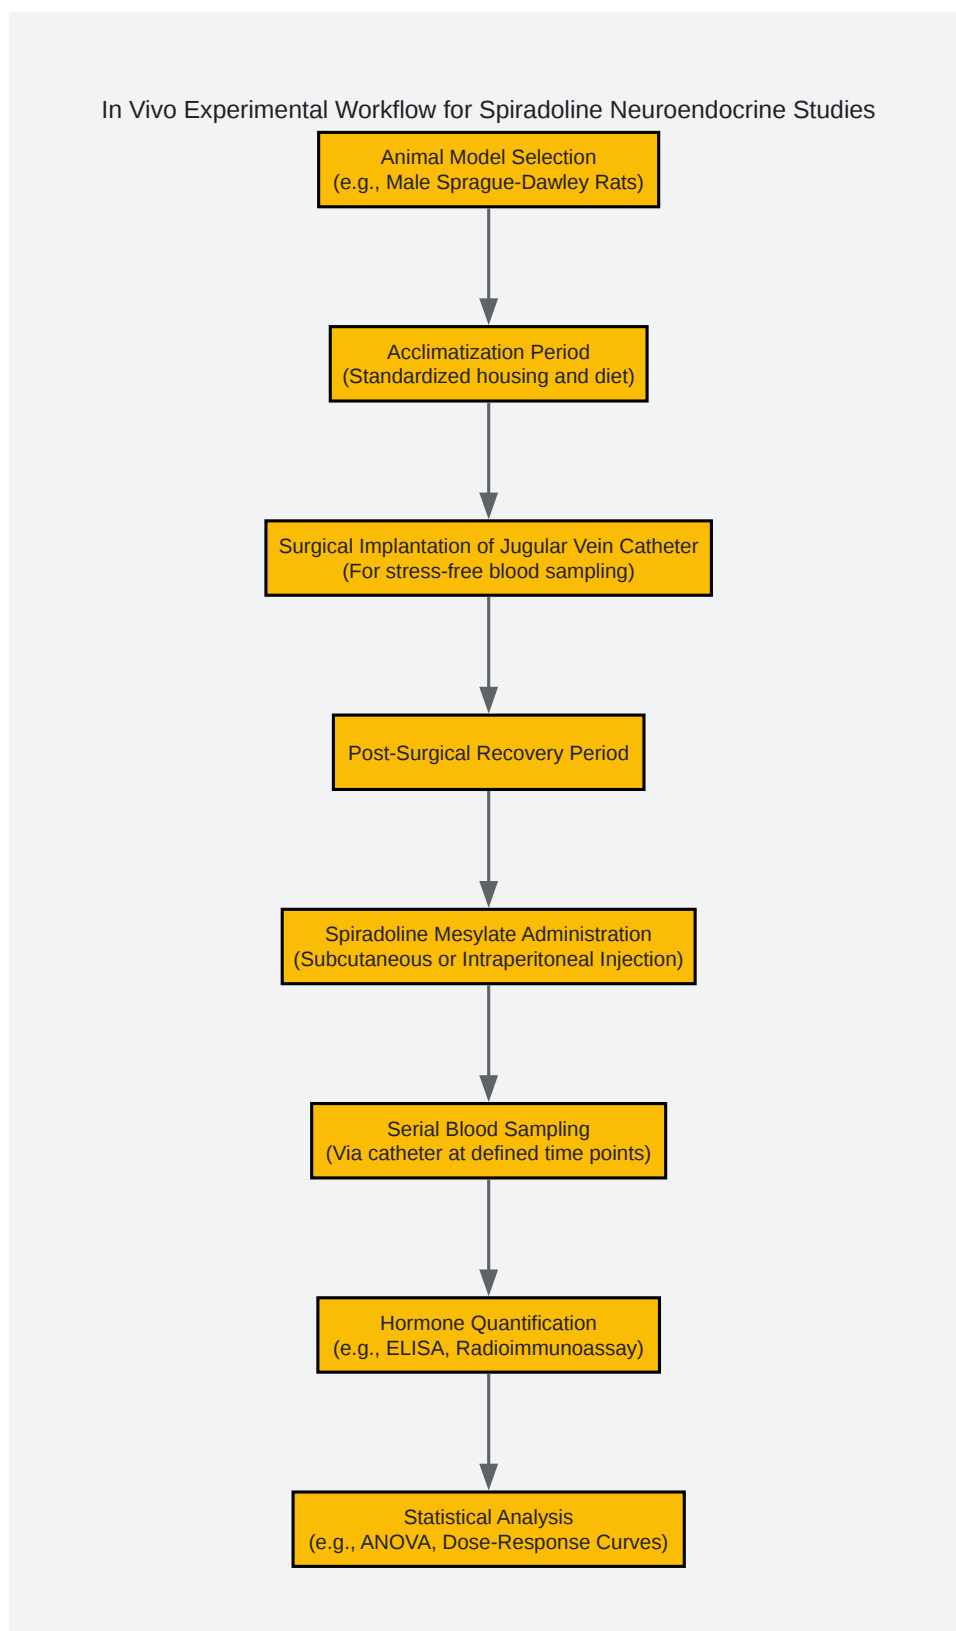 In Vivo Experimental Workflow for Spiradoline Neuroendocrine Studies
Animal Model Selection
(e.g., Male Sprague-Dawley Rats)
Acclimatization Period
(Standardized housing and diet)
Surgical Implantation of Jugular Vein Catheter
(For stress-free blood sampling)
Post-Surgical Recovery Period
Spiradoline Mesylate Administration
(Subcutaneous or Intraperitoneal Injection)
Serial Blood Sampling
(Via catheter at defined time points)
Hormone Quantification
(e.g., ELISA, Radioimmunoassay)
Statistical Analysis
(e.g., ANOVA, Dose-Response Curves)